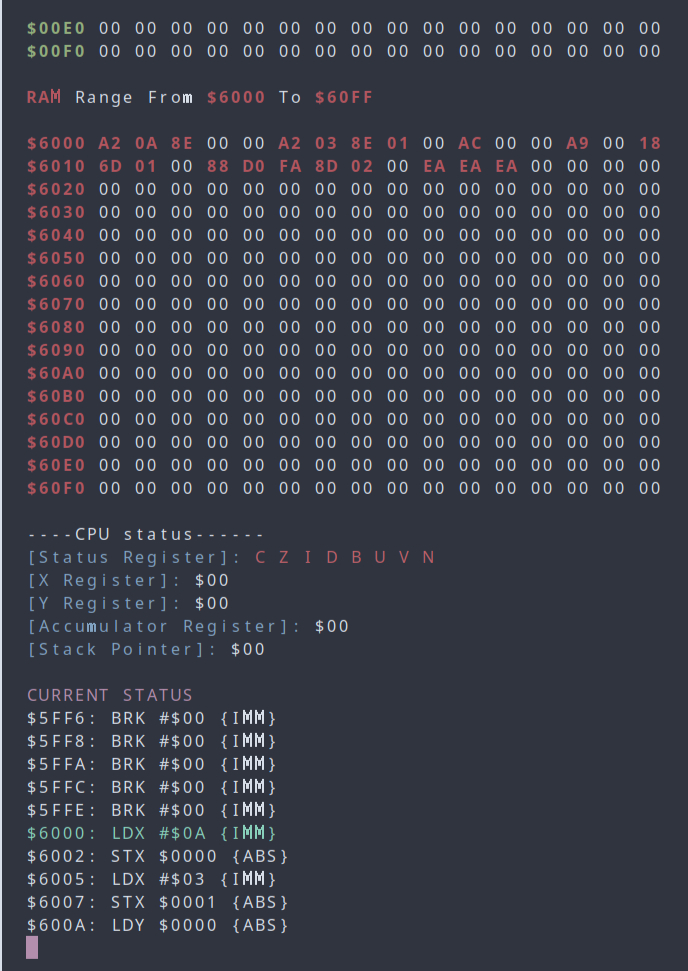 $00E0 00 00 00 00 00 00 00 00 00 00 00 00 00 00 00 00
$00F0 00 00 00 00 00 00 00 00 00 00 00 00 00 00 00 00
RAM Range From $6000 To $60FF
$6000 A2 0A 8E 00 00 A2 03 8E 01 00 AC 00 00 A9 00 18
$6010 6D 01 00 88 D0 FA 8D 02 00 EA EA EA 00 00 00 00
$6020 00 00 00 00 00 00 00 00 00 00 00 00 00 00 00 00
$6030 00 00 00 00 00 00 00 00 00 00 00 00 00 00 00 00
$6040 00 00 00 00 00 00 00 00 00 00 00 00 00 00 00 00
$6050 00 00 00 00 00 00 00 00 00 00 00 00 00 00 00 00
$6060 00 00 00 00 00 00 00 00 00 00 00 00 00 00 00 00
$6070 00 00 00 00 00 00 00 00 00 00 00 00 00 00 00 00
$6080 00 00 00 00 00 00 00 00 00 00 00 00 00 00 00 00
$6090 00 00 00 00 00 00 00 00 00 00 00 00 00 00 00 00
$60A0 00 00 00 00 00 00 00 00 00 00 00 00 00 00 00 00
$60B0 00 00 00 00 00 00 00 00 00 00 00 00 00 00 00 00
$60C0 00 00 00 00 00 00 00 00 00 00 00 00 00 00 00 00
$60D0 00 00 00 00 00 00 00 00 00 00 00 00 00 00 00 00
$60E0 00 00 00 00 00 00 00 00 00 00 00 00 00 00 00 00
$60F0 00 00 00 00 00 00 00 00 00 00 00 00 00 00 00 00
----CPU status------
[Status Register]: C Z I D B U V N
[X Register]: $00
[Y Register]: $00
[Accumulator Register]: $00
[Stack Pointer]: $00
CURRENT STATUS
$5FF6: BRK #$00 {IMM}
$5FF8: BRK #$00 {IMM}
$5FFA: BRK #$00 {IMM}
$5FFC: BRK #$00 {IMM}
$5FFE: BRK #$00 {IMM}
$6000: LDX #$0A {IMM}
$6002: STX $0000 {ABS}
$6005: LDX #$03 {IMM}
$6007: STX $0001 {ABS}
$600A: LDY $0000 {ABS}